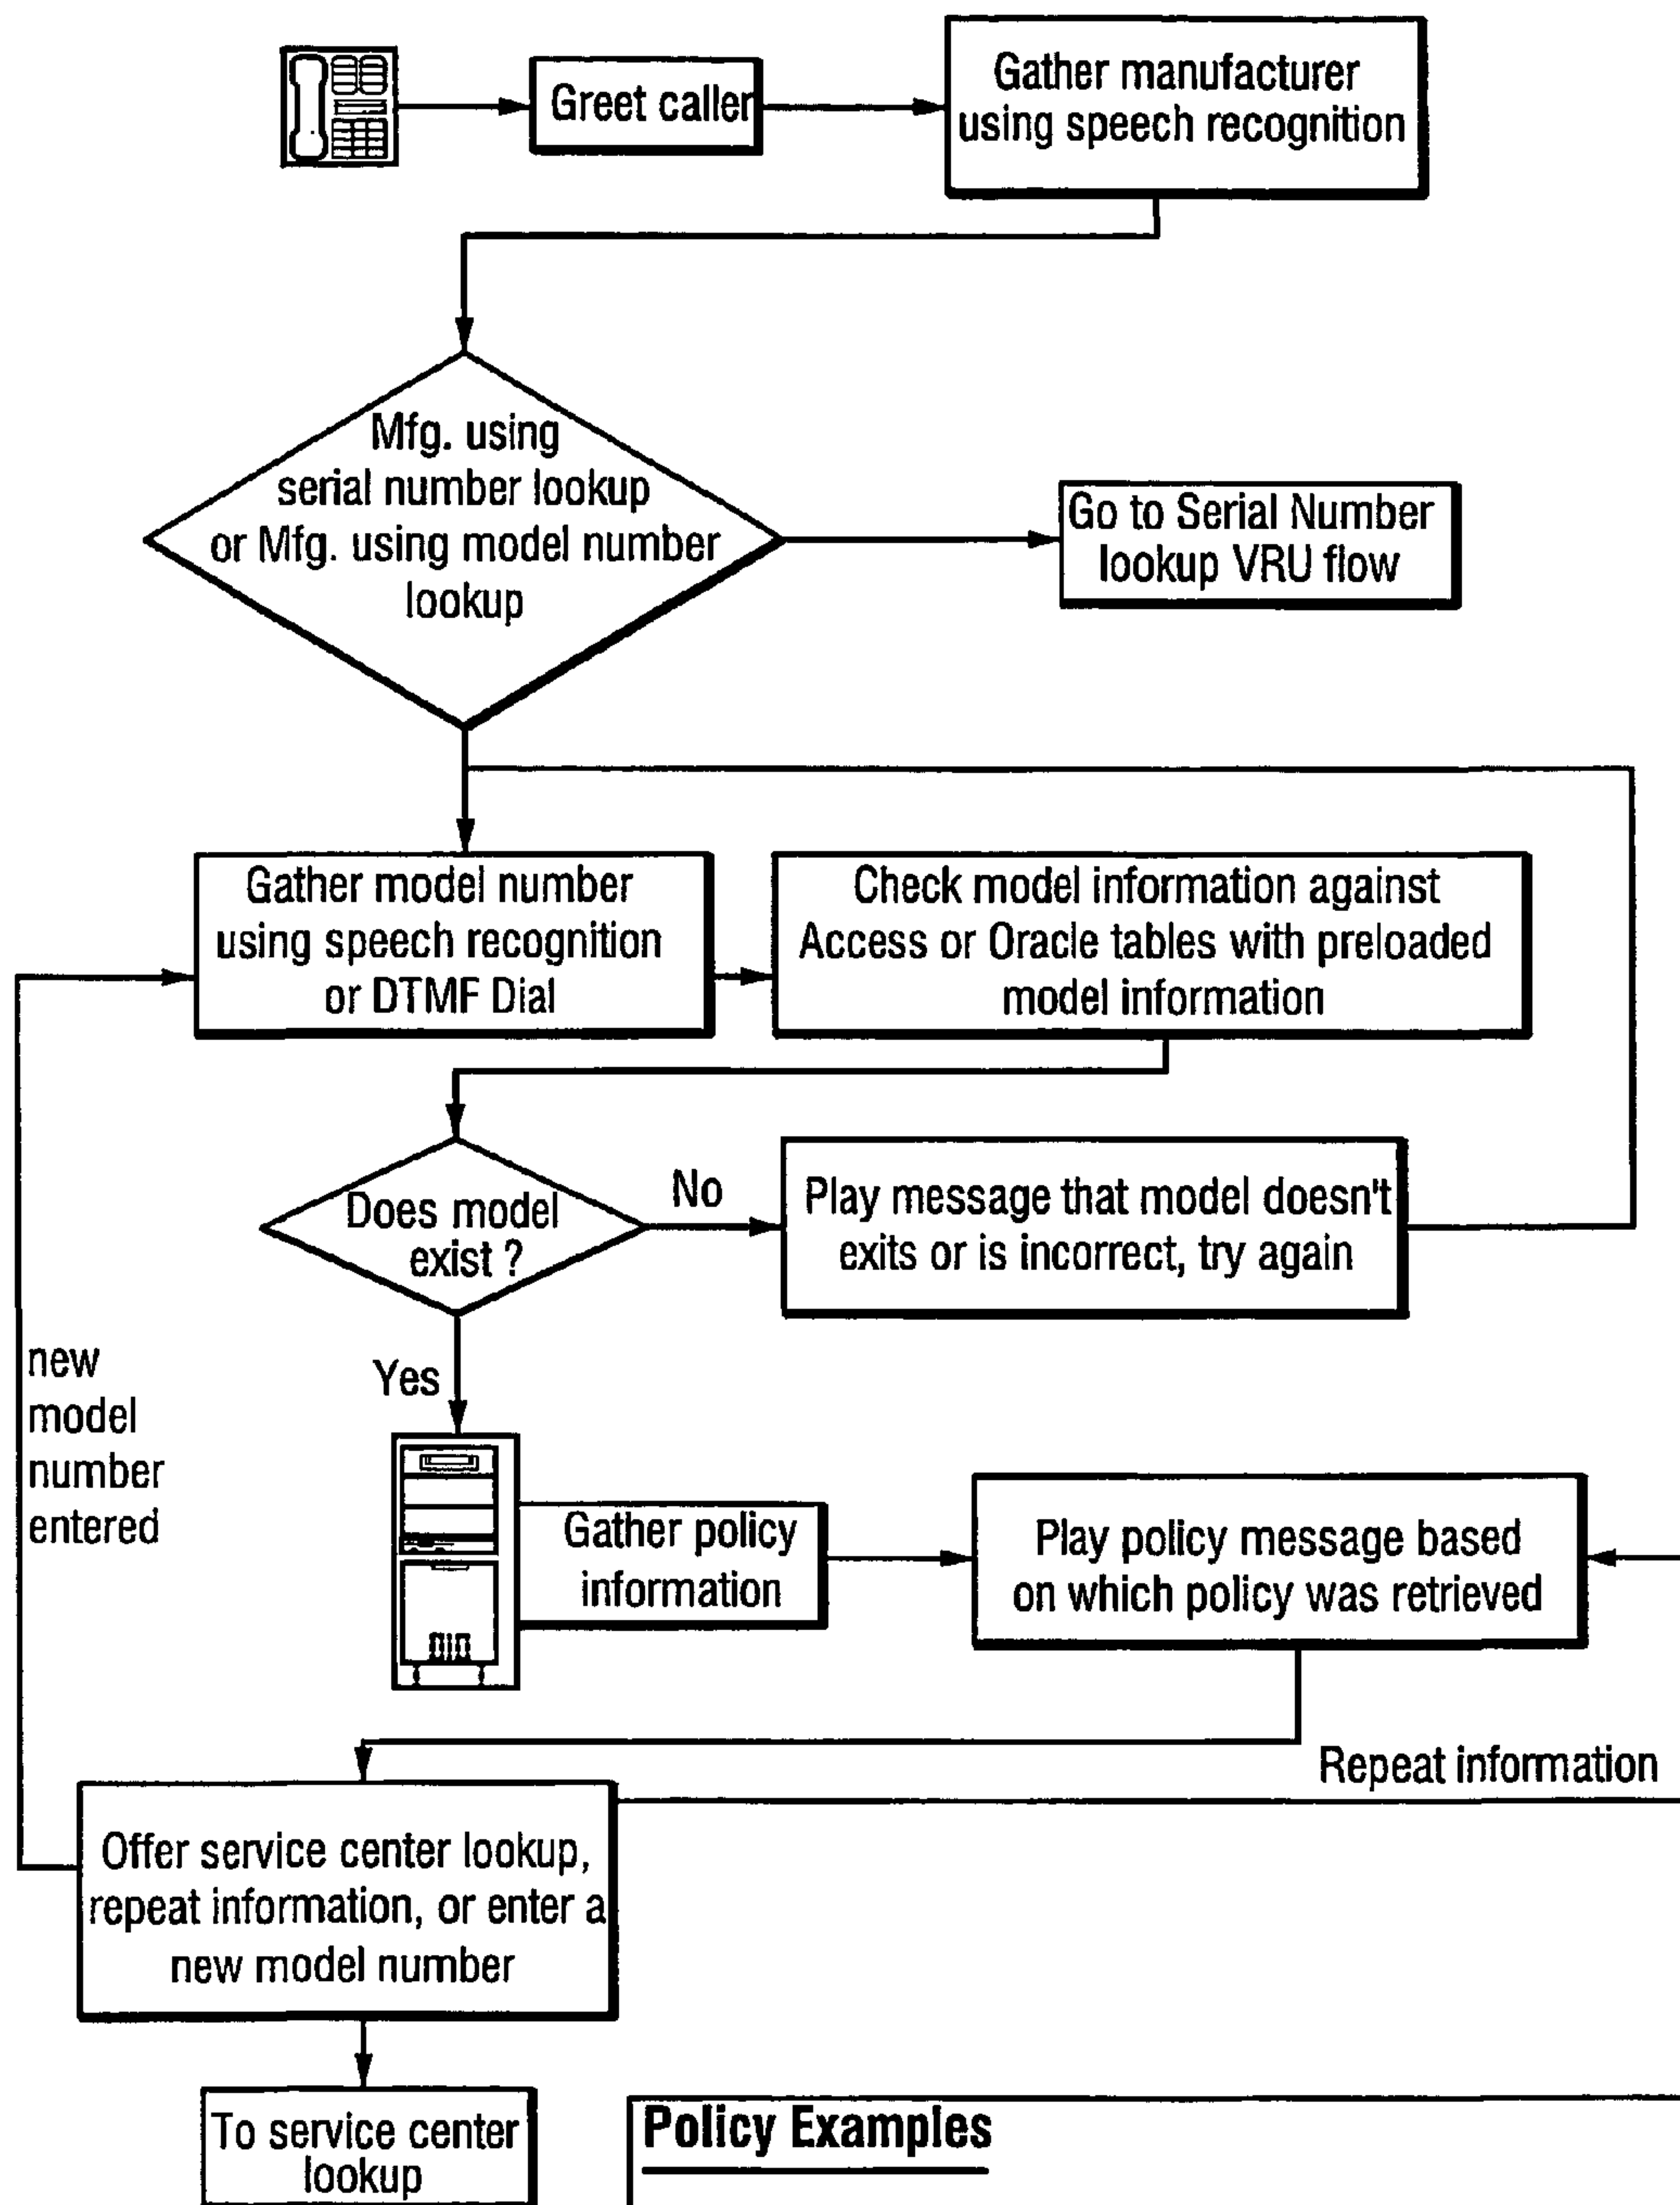 Greet caller
Gather manufacturer
using speech recognition
Mfg. using
serial number lookup
or Mfg. using model number
lookup
Go to Serial Number
lookup VRU flow
Gather model number
using speech recognition
or DTMF Dial
Check model information against
Access or Oracle tables with preloaded
model information
Does model
exist ?
No
Play message that model doesn't
exits or is incorrect, try again
Yes
new
model
number
entered
Gather policy
information
Play policy message based
on which policy was retrieved
Repeat information
Offer service center lookup,
repeat information, or enter a
new model number
To service center
lookup
Policy Examples